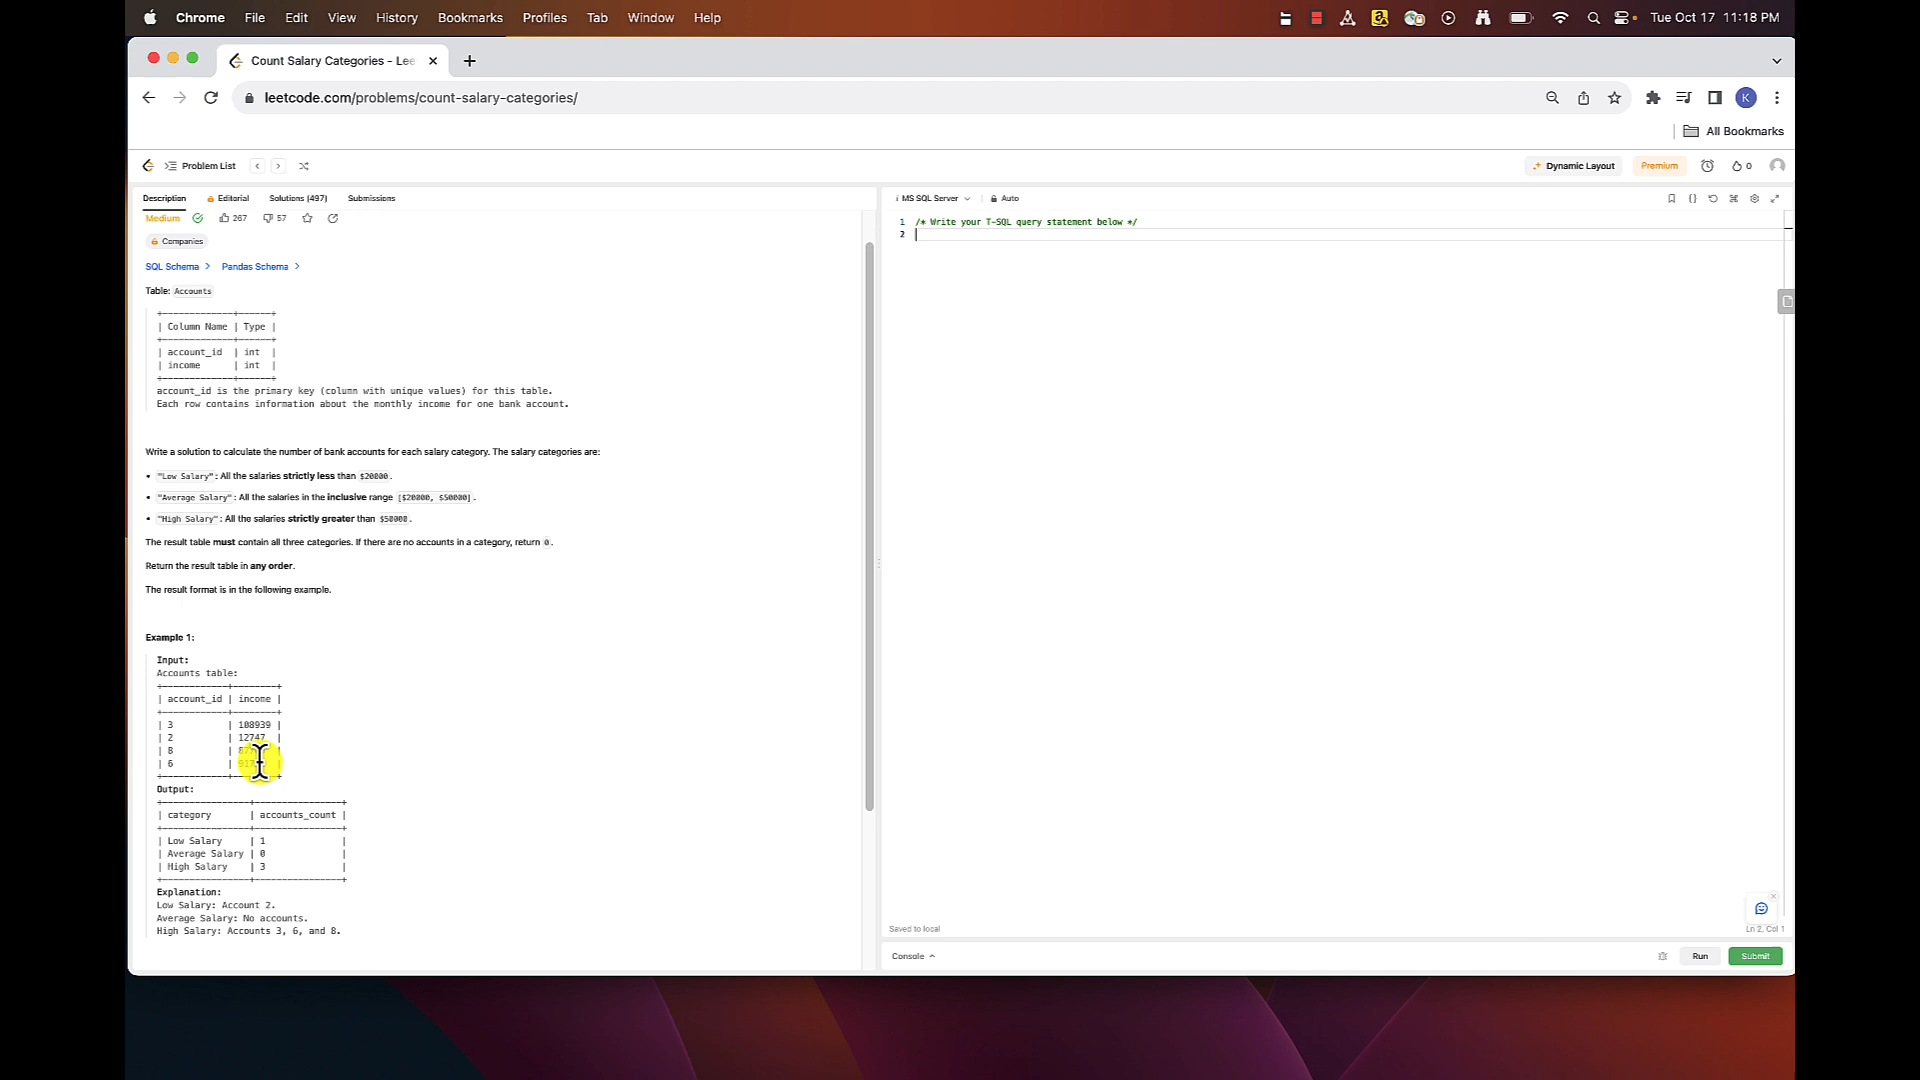 Chrome File Edit View History Bookmarks Profiles Tab Window Help Tue Oct 17 11:18 PM
Count Salary Categories - Lee
leetcode.com/problems/count-salary-categories/
K
All Bookmarks
Problem List
Dynamic Layout Premium 0
Description Editorial Solutions (497) Submissions
Medium 267 57
Companies
SQL Schema > Pandas Schema >
Table: Accounts
| Column Name | Type |
| account_id | int |
| income | int |
account_id is the primary key (column with unique values) for this table.
Each row contains information about the monthly income for one bank account.
Write a solution to calculate the number of bank accounts for each salary category. The salary categories are:
• "Low Salary": All the salaries strictly less than $20000.
• "Average Salary": All the salaries in the inclusive range [$20000, $50000].
• "High Salary": All the salaries strictly greater than $50000.
The result table must contain all three categories. If there are no accounts in a category, return 0.
Return the result table in any order.
The result format is in the following example.
Example 1:
Input:
Accounts table:
| account_id | income |
| 3 | 108939 |
| 2 | 12747 |
| 8 |
| 6 |
Output:
| category | accounts_count |
| Low Salary | 1 |
| Average Salary | 0 |
| High Salary | 3 |
Explanation:
Low Salary: Account 2.
Average Salary: No accounts.
High Salary: Accounts 3, 6, and 8.
MS SQL Server Auto
1 /* Write your T-SQL query statement below */
2
Saved to local Ln 2, Col 1
Console Run Submit